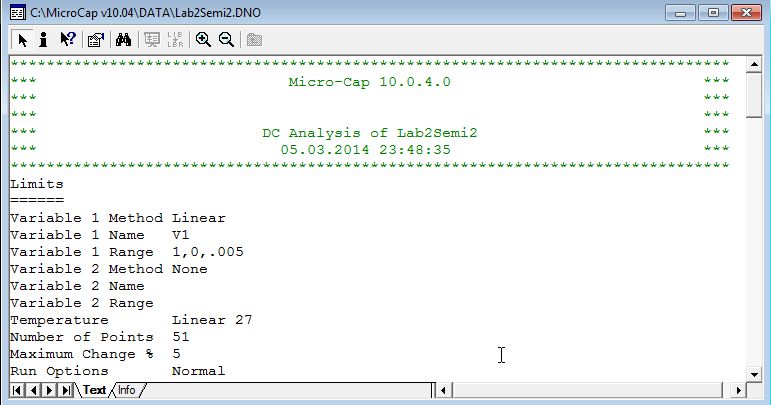 C:\MicroCap v10.04\DATA\Lab2Semi2.DNO
LIB
LBR
********************************************************************************
*** Micro-Cap 10.0.4.0 ***
*** ***
*** ***
*** DC Analysis of Lab2Semi2 ***
*** 05.03.2014 23:48:35 ***
********************************************************************************
Limits
======
Variable 1 Method Linear
Variable 1 Name V1
Variable 1 Range 1,0,.005
Variable 2 Method None
Variable 2 Name
Variable 2 Range
Temperature Linear 27
Number of Points 51
Maximum Change % 5
Run Options Normal
Text Info